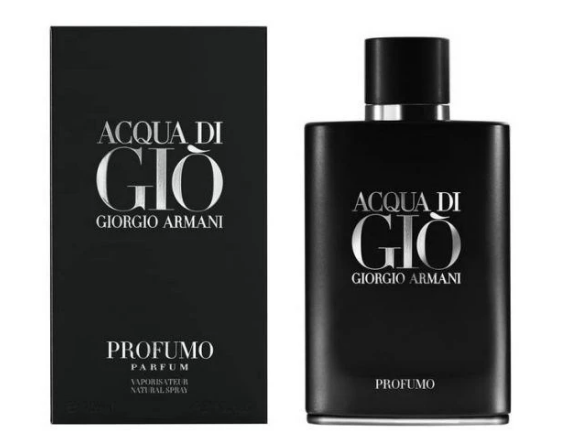 ACQUA DI
GIÒ
GIORGIO ARMANI
PROFUMO
PARFUM
VAPORISATEUR
NATURAL SPRAY
ACQUA DI
GIÒ
GIORGIO ARMANI
PROFUMO